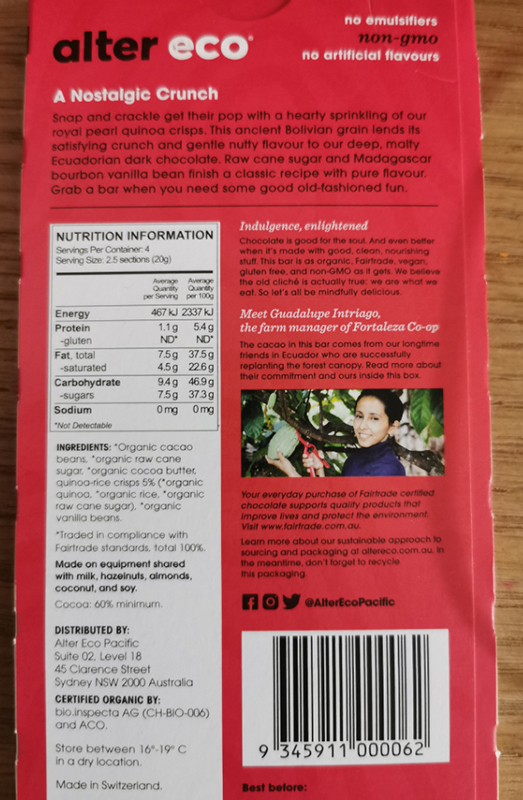 alter eco
no emulsifiers
non-gmo
no artificial flavours
A Nostalgic Crunch
Snap and crackle get their pop with a hearty sprinkling of our
royal pearl quinoa crisps. This ancient Bolivian grain lends its
satisfying crunch and gentle nutty flavour to our deep, malty
Ecuadorian dark chocolate. Raw cane sugar and Madagascar
bourbon vanilla bean finish a classic recipe with pure flavour.
Grab a bar when you need some good old-fashioned fun.
NUTRITION INFORMATION
Servings Per Container: 4
Serving Size: 2.5 sections (20g)
Average Average
Quantity Quantity
per Serving per 100g
Energy 467 kJ 2337 kJ
Protein 1.1 g 5.4 g
-gluten ND* ND*
Fat, total 7.5 g 37.5 g
-saturated 4.5 g 22.6 g
Carbohydrate 9.4 g 46.9 g
-sugars 7.5 g 37.3 g
Sodium 0 mg 0 mg
*Not Detectable
INGREDIENTS: *Organic cacao
beans, *organic raw cane
sugar, *organic cocoa butter,
quinoa-rice crisps 5% (*organic
quinoa, *organic rice, *organic
raw cane sugar), *organic
vanilla beans.
*Traded in compliance with
Fairtrade standards, total 100%.
Made on equipment shared
with milk, hazelnuts, almonds,
coconut, and soy.
Cocoa: 60% minimum.
DISTRIBUTED BY:
Alter Eco Pacific
Suite 02, Level 18
45 Clarence Street
Sydney NSW 2000 Australia
CERTIFIED ORGANIC BY:
bio.inspecta AG (CH-BIO-006)
and ACO.
Store between 16°-19° C
in a dry location.
Made in Switzerland.
Indulgence, enlightened
Chocolate is good for the soul. And even better
when it's made with good, clean, nourishing
stuff. This bar is as organic, Fairtrade, vegan,
gluten free, and non-GMO as it gets. We believe
the old cliché is actually true: we are what we
eat. So let's all be mindfully delicious.
Meet Guadalupe Intriago,
the farm manager of Fortaleza Co-op
The cacao in this bar comes from our longtime
friends in Ecuador who are successfully
replanting the forest canopy. Read more about
their commitment and ours inside this box.
Your everyday purchase of Fairtrade certified
chocolate supports quality products that
improve lives and protect the environment.
Visit www.fairtrade.com.au.
Learn more about our sustainable approach to
sourcing and packaging at altereco.com.au. In
the meantime, don't forget to recycle
this packaging.
@AlterEcoPacific
9 345911 000062
Best before: